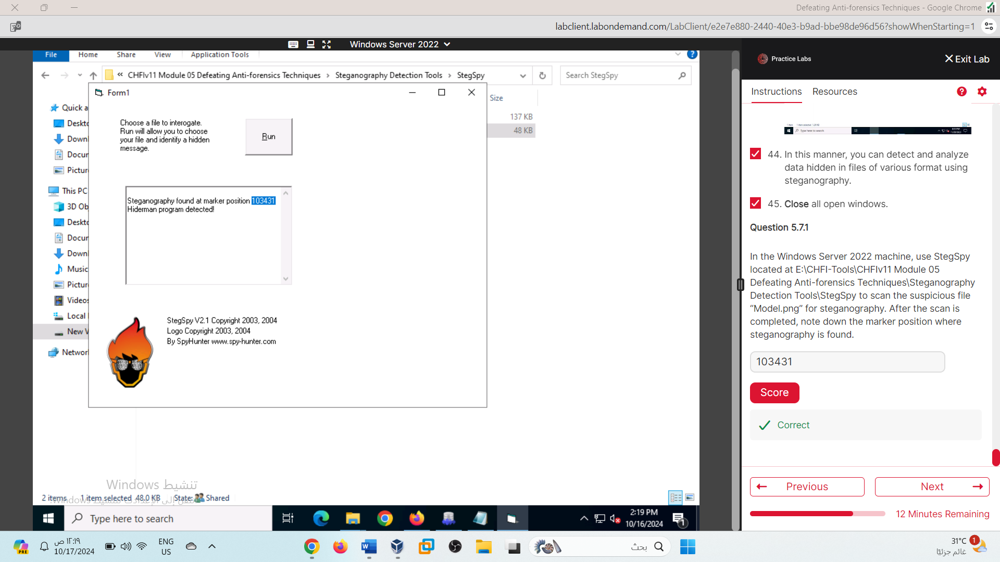 Defeating Anti-forensics Techniques - Google Chrome
labclient.labondemand.com/LabClient/e2e7e880-2440-40e3-b9ad-bbe98de96d56?showWhenStarting=1
Windows Server 2022
File Home Share View Application Tools
« CHFIv11 Module 05 Defeating Anti-forensics Techniques › Steganography Detection Tools › StegSpy
Search StegSpy
Form1
Size
137 KB
48 KB
Quick a
Deskto
Downl
Docur
Pictur
This PC
3D Ob
Deskto
Docur
Downl
Music
Pictur
Videos
Local
New V
Networ
Choose a file to interogate.
Run will allow you to choose
your file and identify a hidden
message.
Run
Steganography found at marker position 103431
Hiderman program detected!
StegSpy V2.1 Copyright 2003, 2004
Logo Copyright 2003, 2004
By SpyHunter www.spy-hunter.com
تنشيط Windows
2 items 1 item selected 48.0 KB State: Shared
Type here to search
2:19 PM
10/16/2024
1
Practice Labs
Exit Lab
Instructions Resources
Type here to search
44. In this manner, you can detect and analyze
data hidden in files of various format using
steganography.
45. Close all open windows.
Question 5.7.1
In the Windows Server 2022 machine, use StegSpy
located at E:\CHFI-Tools\CHFIv11 Module 05
Defeating Anti-forensics Techniques\Steganography
Detection Tools\StegSpy to scan the suspicious file
“Model.png” for steganography. After the scan is
completed, note down the marker position where
steganography is found.
103431
Score
Correct
Previous
Next
12 Minutes Remaining
PRE
١٢:١٩ ص
10/17/2024
ENG
US
بحث
31°C
غائم جزئيًا
1